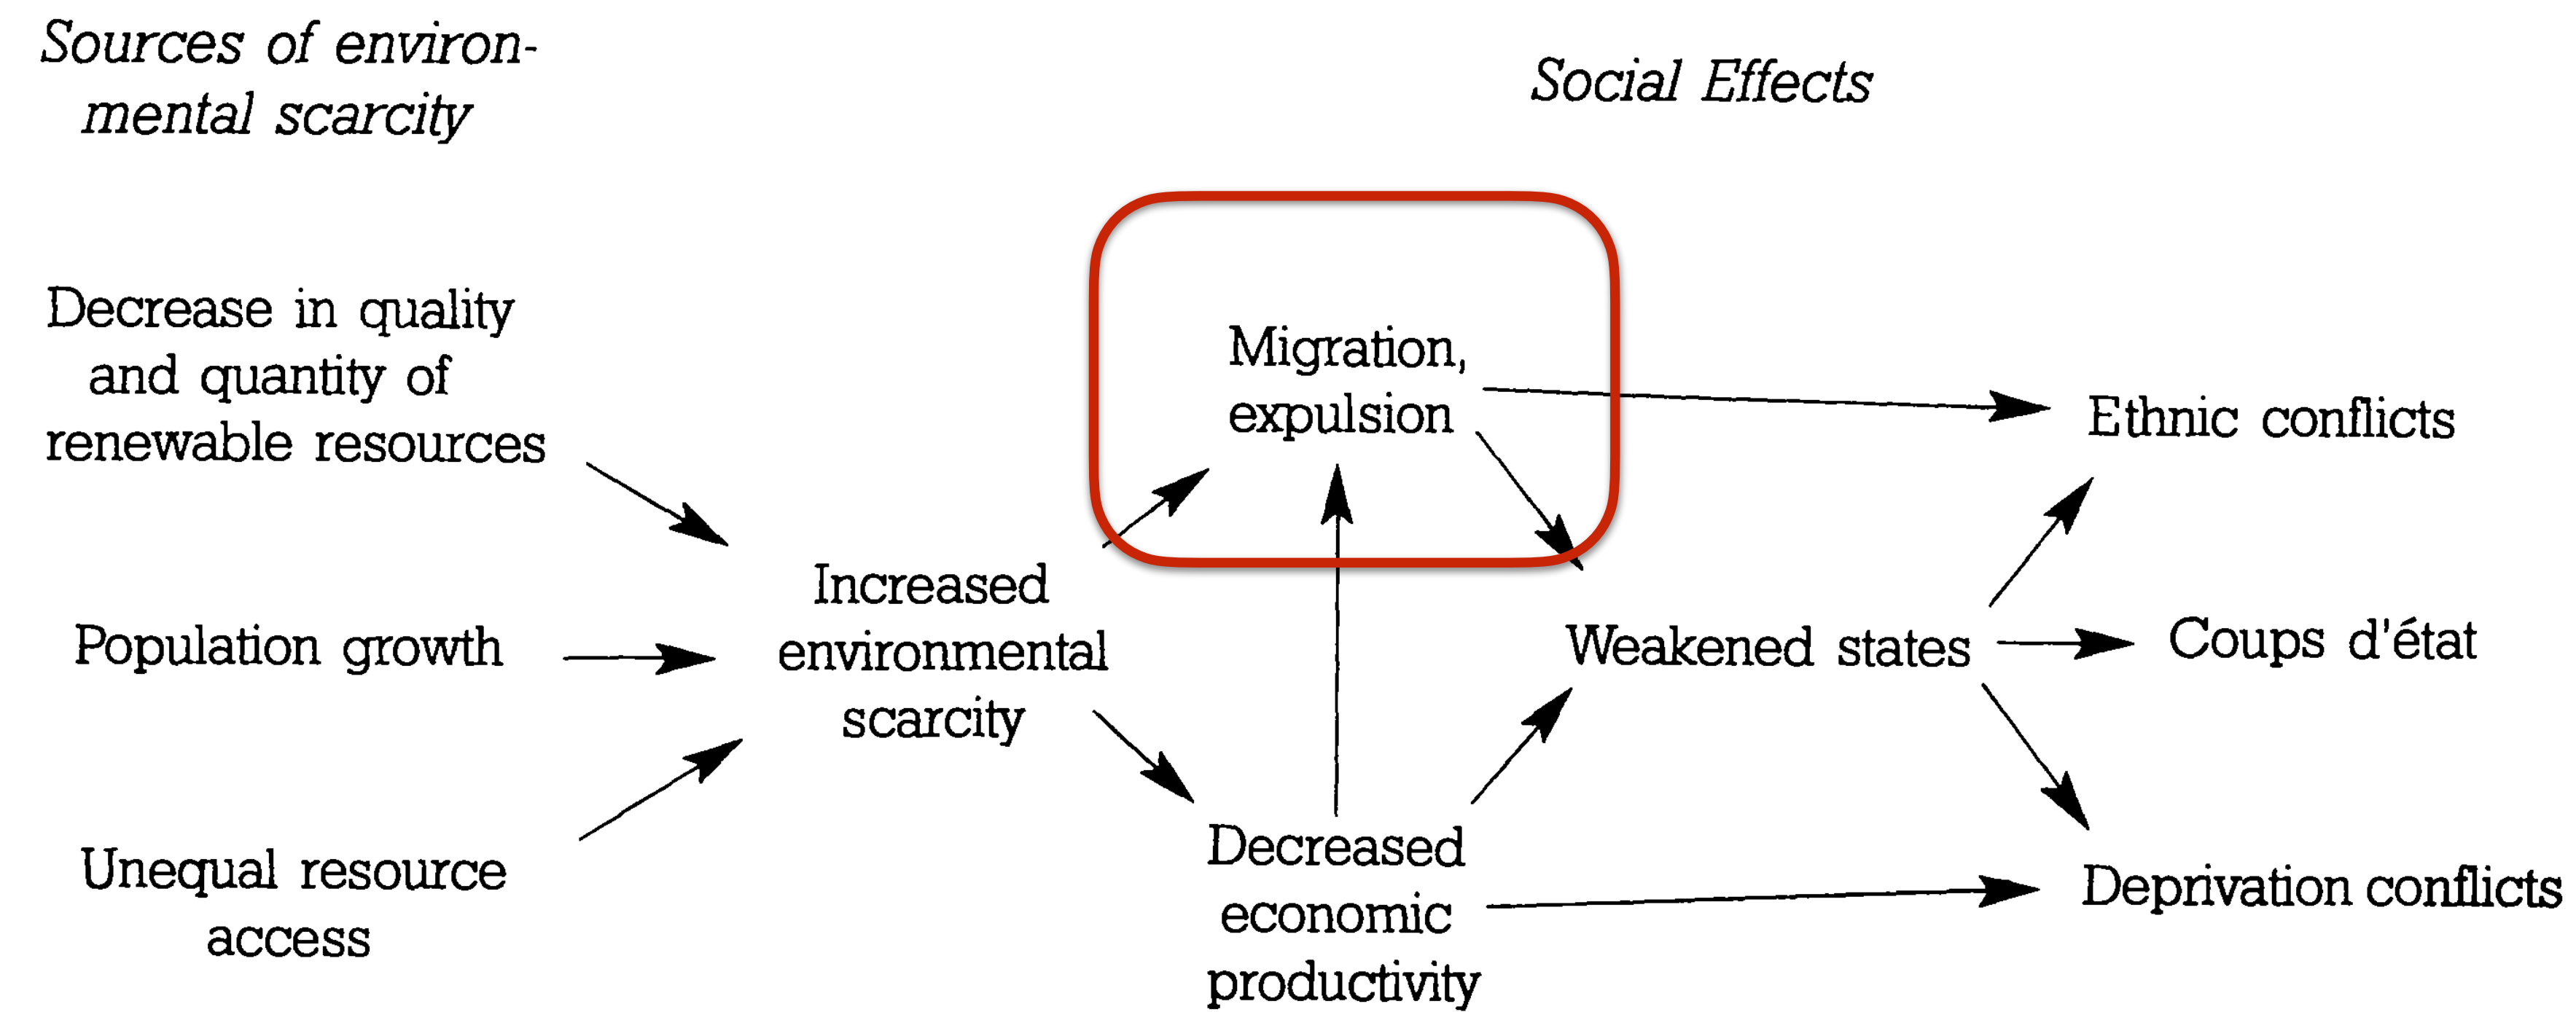 Sources of environ-
mental scarcity
Social Effects
Decrease in quality
and quantity of
renewable resources
Population growth
Unequal resource
access
Increased
environmental
scarcity
Migration,
expulsion
Decreased
economic
productivity
Weakened states
Ethnic conflicts
Coups d'état
Deprivation conflicts